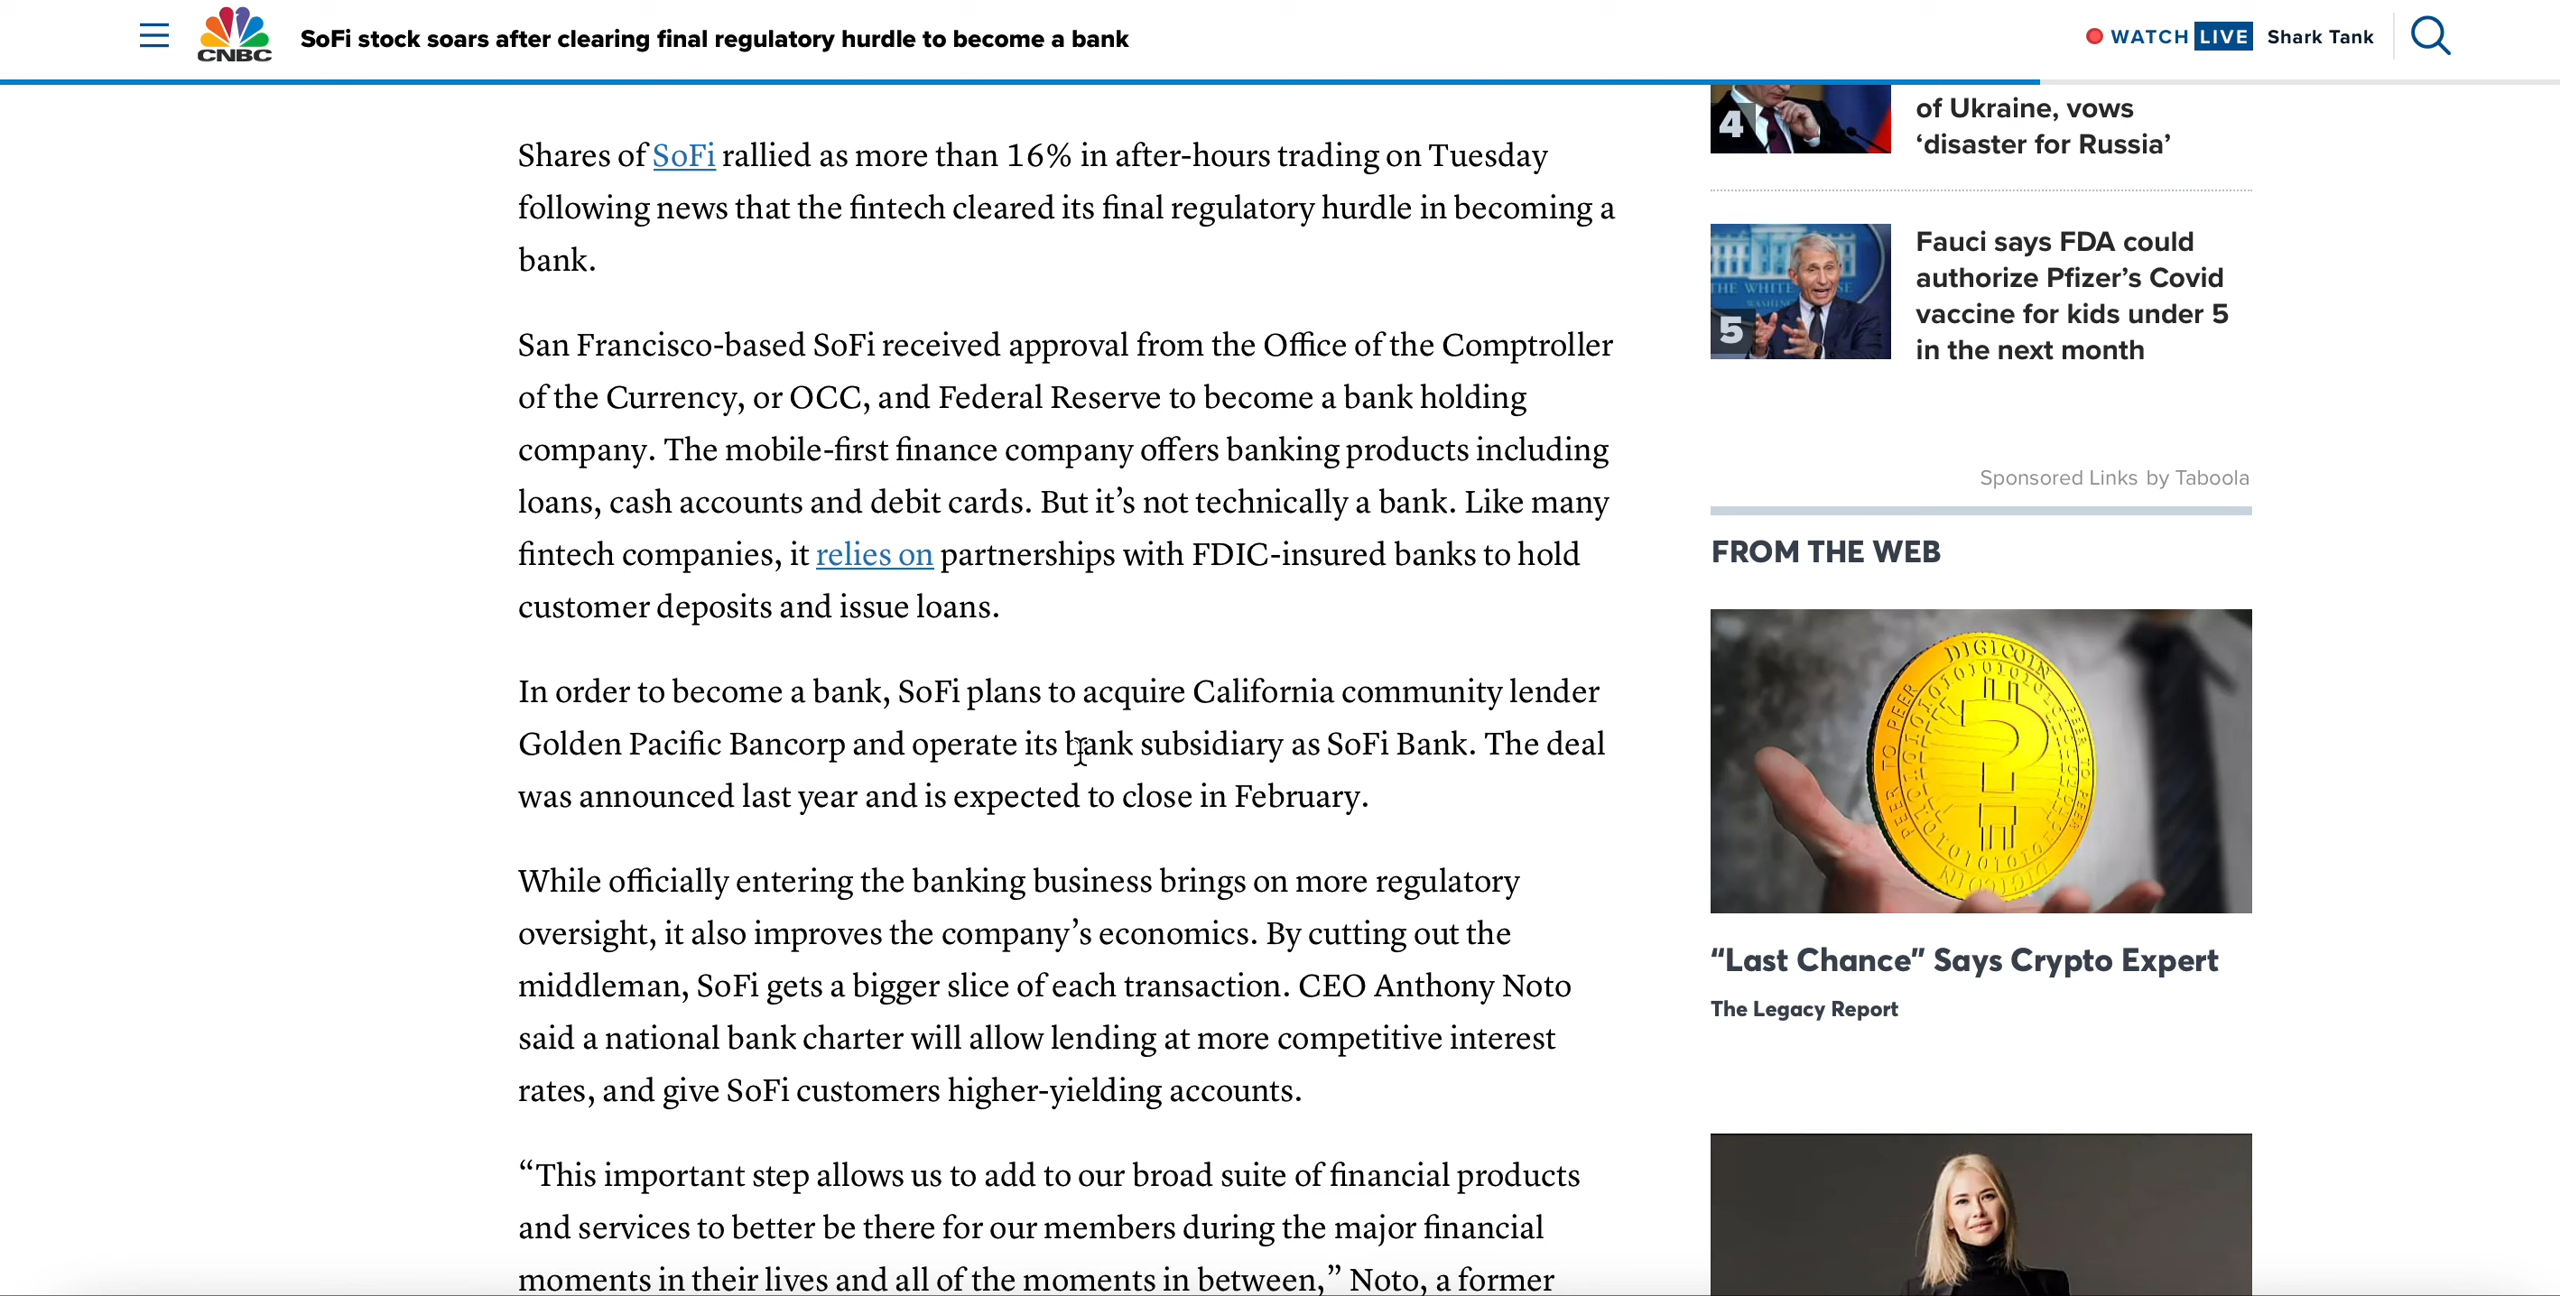 CNBC
SoFi stock soars after clearing final regulatory hurdle to become a bank
WATCH LIVE Shark Tank
Shares of SoFi rallied as more than 16% in after-hours trading on Tuesday
following news that the fintech cleared its final regulatory hurdle in becoming a
bank.
San Francisco-based SoFi received approval from the Office of the Comptroller
of the Currency, or OCC, and Federal Reserve to become a bank holding
company. The mobile-first finance company offers banking products including
loans, cash accounts and debit cards. But it’s not technically a bank. Like many
fintech companies, it relies on partnerships with FDIC-insured banks to hold
customer deposits and issue loans.
In order to become a bank, SoFi plans to acquire California community lender
Golden Pacific Bancorp and operate its bank subsidiary as SoFi Bank. The deal
was announced last year and is expected to close in February.
While officially entering the banking business brings on more regulatory
oversight, it also improves the company’s economics. By cutting out the
middleman, SoFi gets a bigger slice of each transaction. CEO Anthony Noto
said a national bank charter will allow lending at more competitive interest
rates, and give SoFi customers higher-yielding accounts.
“This important step allows us to add to our broad suite of financial products
and services to better be there for our members during the major financial
moments in their lives and all of the moments in between,” Noto, a former
4
of Ukraine, vows
‘disaster for Russia’
THE WHITE HOUSE
5
Fauci says FDA could
authorize Pfizer’s Covid
vaccine for kids under 5
in the next month
Sponsored Links by Taboola
FROM THE WEB
DIGICOIN
PEER TO PEER
DIGICOIN
“Last Chance” Says Crypto Expert
The Legacy Report